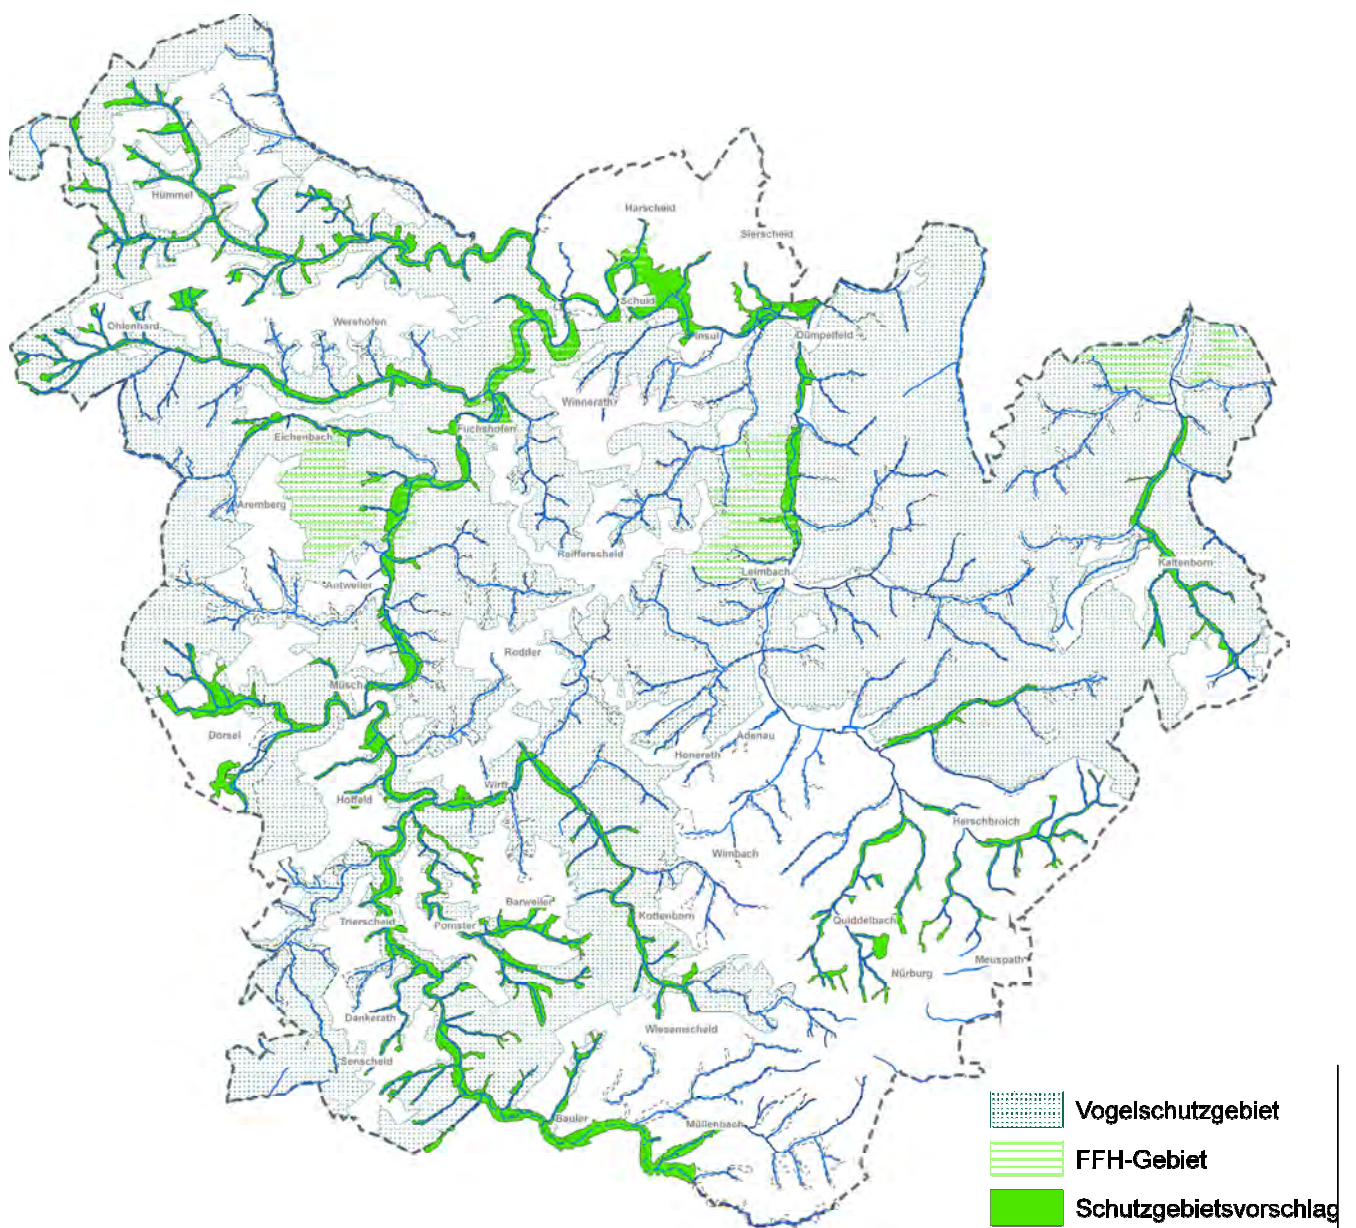 Harscheid
Hümmel
Sierscheid
Schuld
Ohlenhard
Wershofen
Insul
Dümpelfeld
Winnerath
Fuchshofen
Eichenbach
Aremberg
Reifferscheid
Leimbach
Kaltenborn
Antweiler
Rodder
Müsch
Dorsel
Adenau
Honerath
Wirft
Hoffeld
Herschbroich
Wimbach
Barweiler
Kottenborn
Trierscheid
Pomster
Quiddelbach
Meuspath
Nürburg
Dankerath
Wiesemscheid
Senscheid
Bauler
Müllenbach
Vogelschutzgebiet
FFH-Gebiet
Schutzgebietsvorschlag